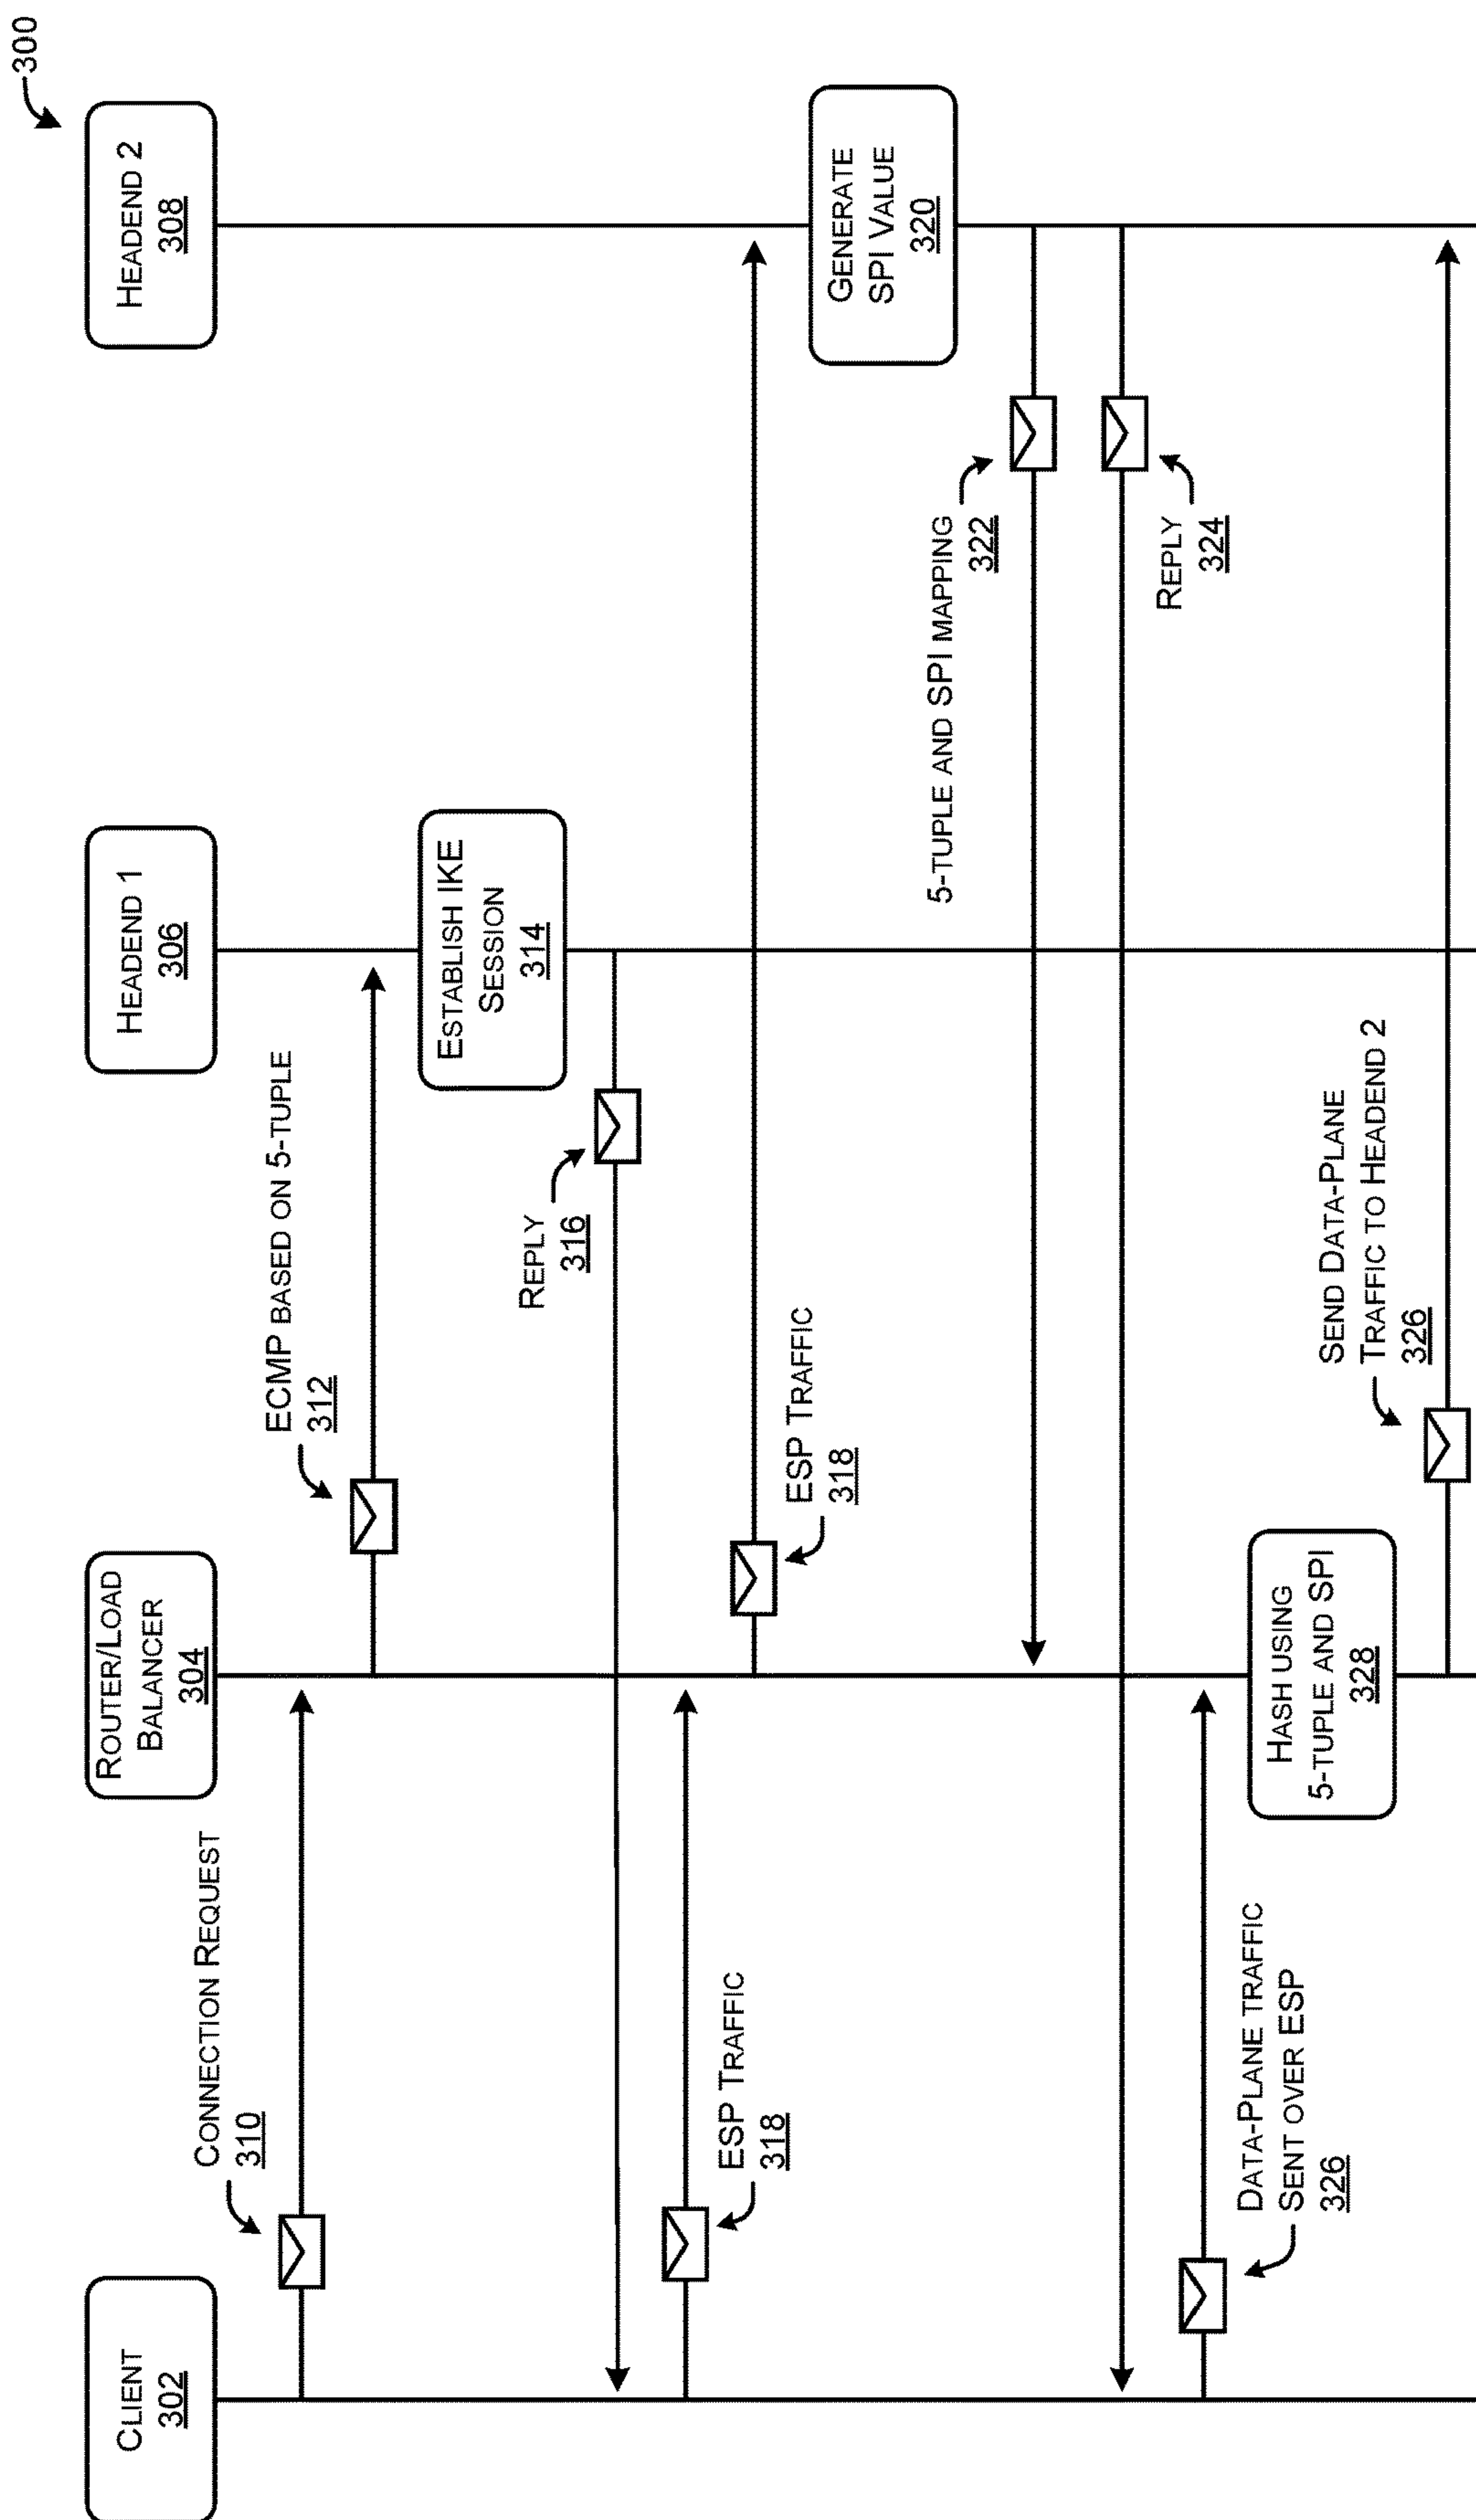 300
CLIENT
302
ROUTER/LOAD
BALANCER
304
HEADEND 1
306
HEADEND 2
308
CONNECTION REQUEST
310
ECMP BASED ON 5-TUPLE
312
ESTABLISH IKE
SESSION
314
REPLY
316
ESP TRAFFIC
318
ESP TRAFFIC
318
GENERATE
SPI VALUE
320
5-TUPLE AND SPI MAPPING
322
REPLY
324
DATA-PLANE TRAFFIC
SENT OVER ESP
326
HASH USING
5-TUPLE AND SPI
328
SEND DATA-PLANE
TRAFFIC TO HEADEND 2
326